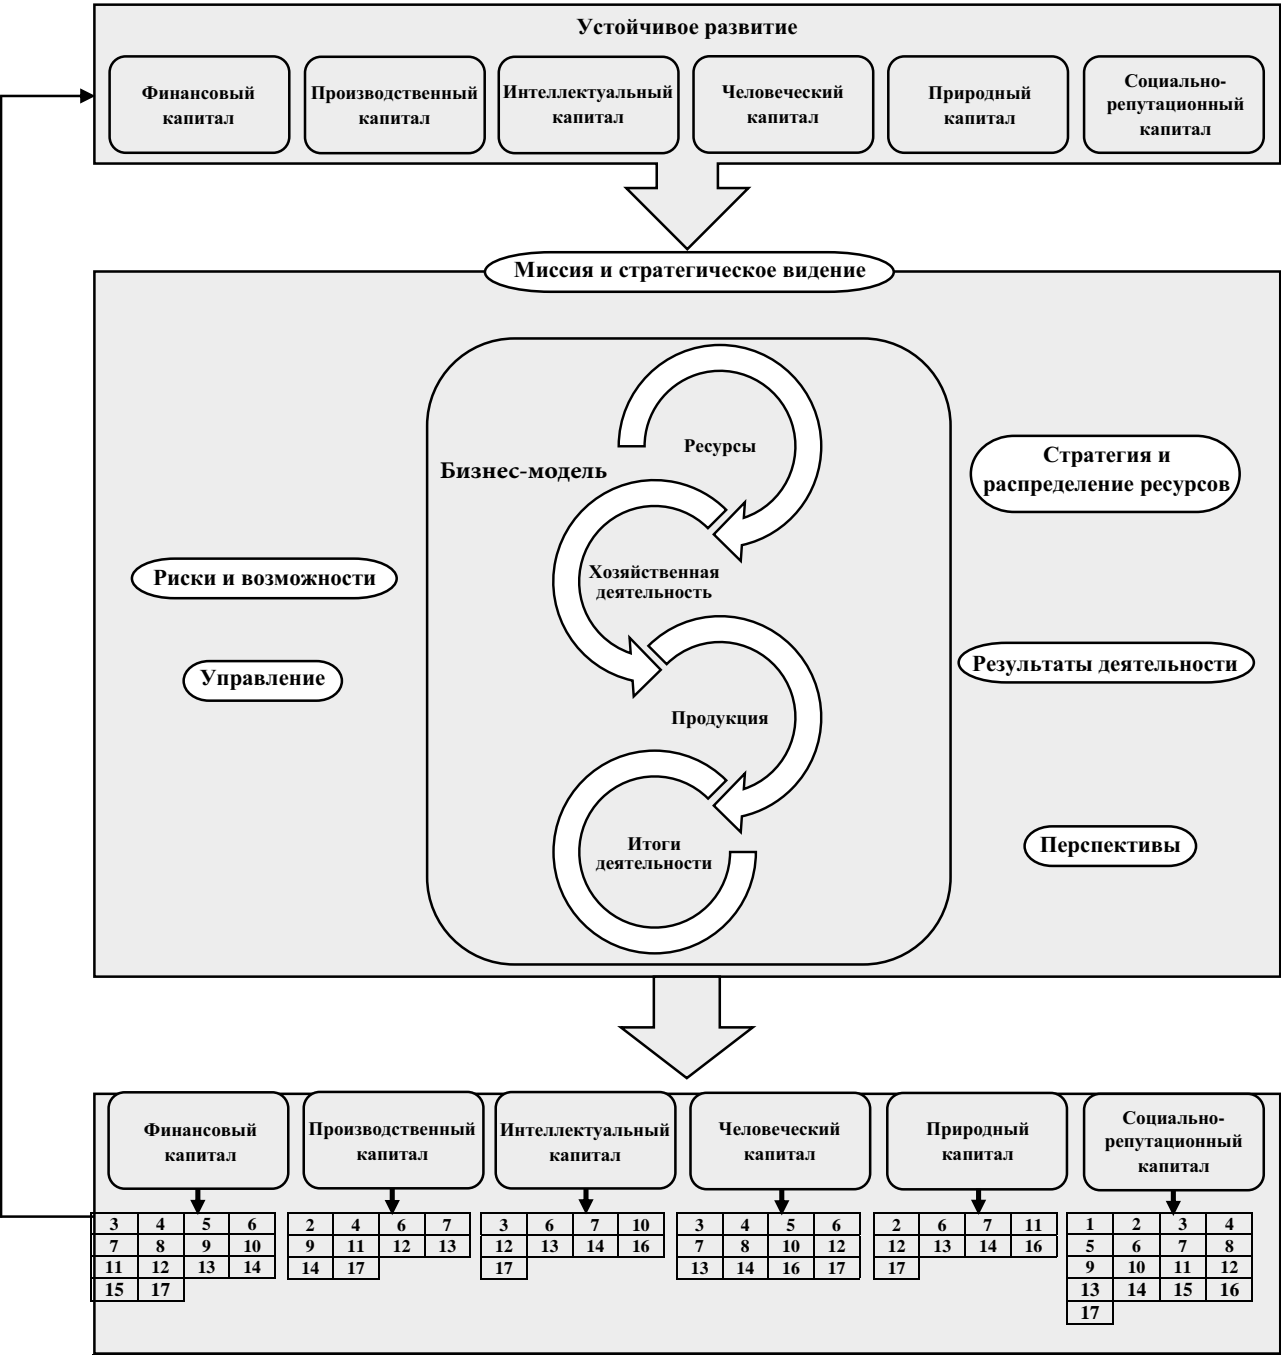 Устойчивое развитие
Финансовый
капитал
Производственный
капитал
Интеллектуальный
капитал
Человеческий
капитал
Природный
капитал
Социально-
репутационный
капитал
Миссия и стратегическое видение
Ресурсы
Бизнес-модель
Стратегия и
распределение ресурсов
Хозяйственная
деятельность
Риски и возможности
Управление
Результаты деятельности
Продукция
Итоги
деятельности
Перспективы
Финансовый
капитал
Производственный
капитал
Интеллектуальный
капитал
Человеческий
капитал
Природный
капитал
Социально-
репутационный
капитал
3 4 5 6
7 8 9 10
11 12 13 14
15 17
2 4 6 7
9 11 12 13
14 17
3 6 7 10
12 13 14 16
17
3 4 5 6
7 8 10 12
13 14 16 17
2 6 7 11
12 13 14 16
17
1 2 3 4
5 6 7 8
9 10 11 12
13 14 15 16
17